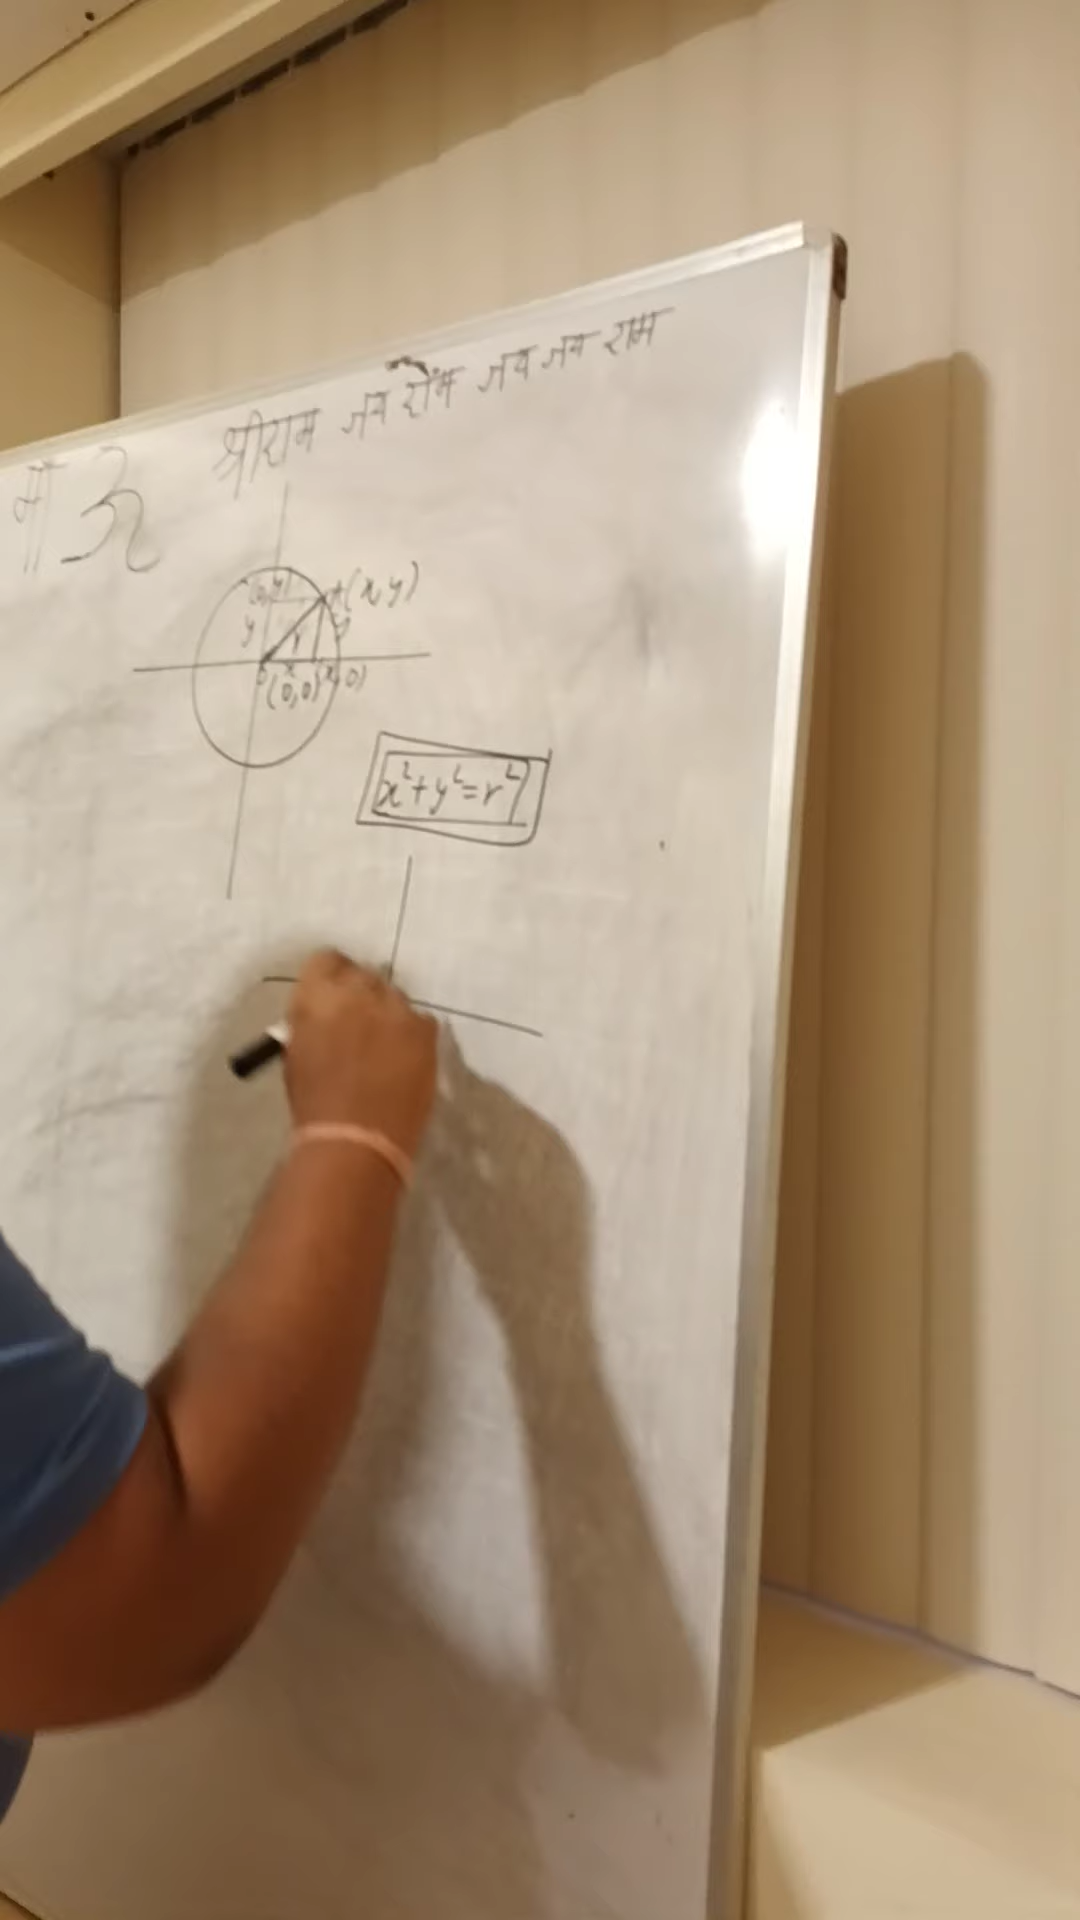 माँ ॐ श्रीराम जय राम जय जय राम
(0,y) A(x,y)
y r y
O x
(0,0) (x,0)
x²+y²=r²